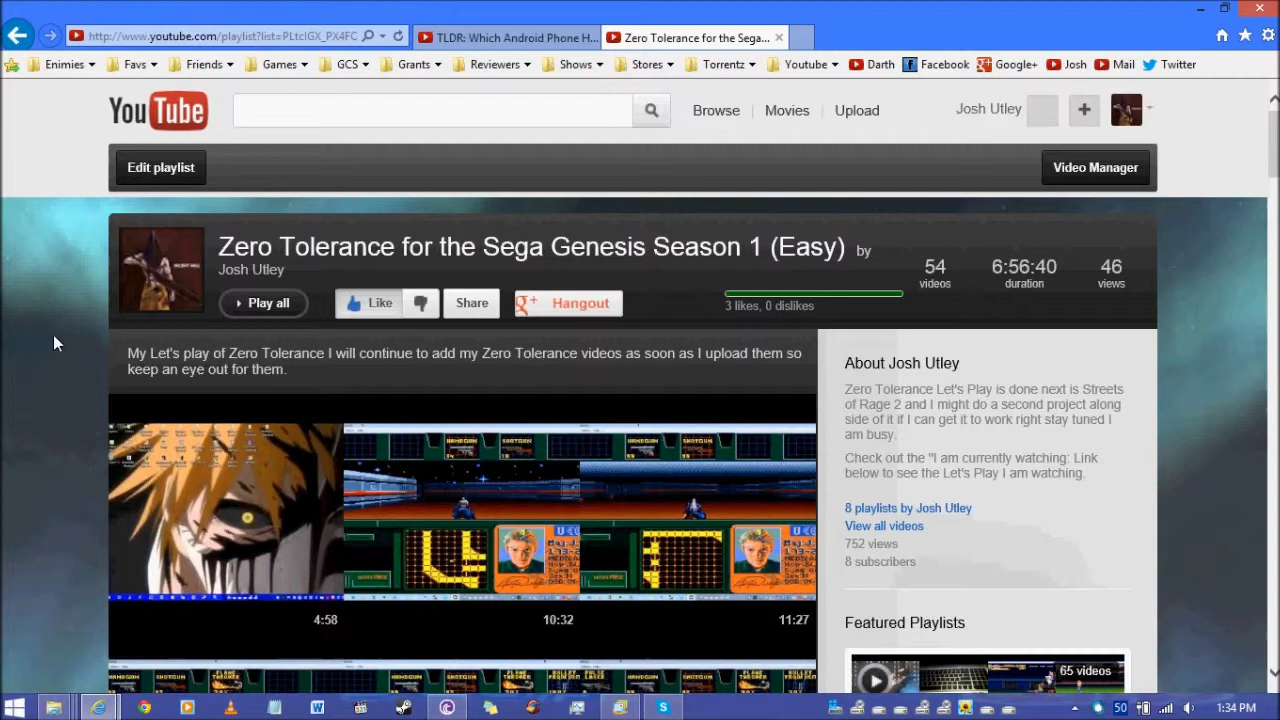 http://www.youtube.com/playlist?list=PLtcIGX_PX4FC
TLDR: Which Android Phone H...
Zero Tolerance for the Sega...
Enimies
Favs
Friends
Games
GCS
Grants
Reviewers
Shows
Stores
Torrentz
Youtube
Darth
Facebook
Google+
Josh
Mail
Twitter
YouTube
Browse
Movies
Upload
Josh Utley
Edit playlist
Video Manager
Zero Tolerance for the Sega Genesis Season 1 (Easy) by
Josh Utley
Play all
Like
Share
g+ Hangout
3 likes, 0 dislikes
54
videos
6:56:40
duration
46
views
My Let's play of Zero Tolerance I will continue to add my Zero Tolerance videos as soon as I upload them so
keep an eye out for them.
4:58
HANDGUN
SHOTGUN
10:32
HANDGUN
SHOTGUN
11:27
About Josh Utley
Zero Tolerance Let's Play is done next is Streets
of Rage 2 and I might do a second project along
side of it if I can get it to work right stay tuned I
am busy.
Check out the "I am currently watching: Link
below to see the Let's Play I am watching.
8 playlists by Josh Utley
View all videos
752 views
8 subscribers
Featured Playlists
65 videos
50
1:34 PM